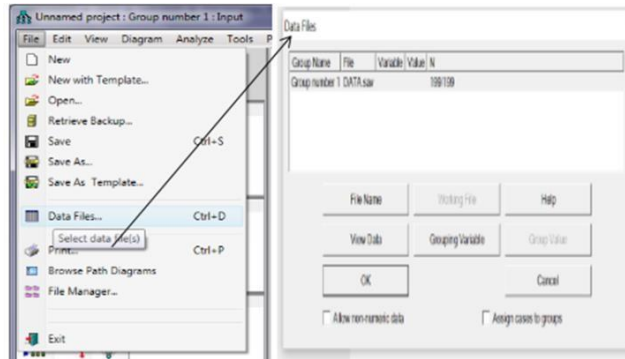 Unnamed project : Group number 1 : Input
File Edit View Diagram Analyze Tools P
New
New with Template...
Open...
Retrieve Backup...
Save Ctrl+S
Save As...
Save As Template...
Data Files... Ctrl+D
Select data file(s)
Print... Ctrl+P
Browse Path Diagrams
File Manager...
Exit
Data Files
Group Name File Variable Value N
Group number 1 DATA.sav 199/199
File Name Working File Help
View Data Grouping Variable Group Value
OK Cancel
Allow non-numeric data Assign cases to groups